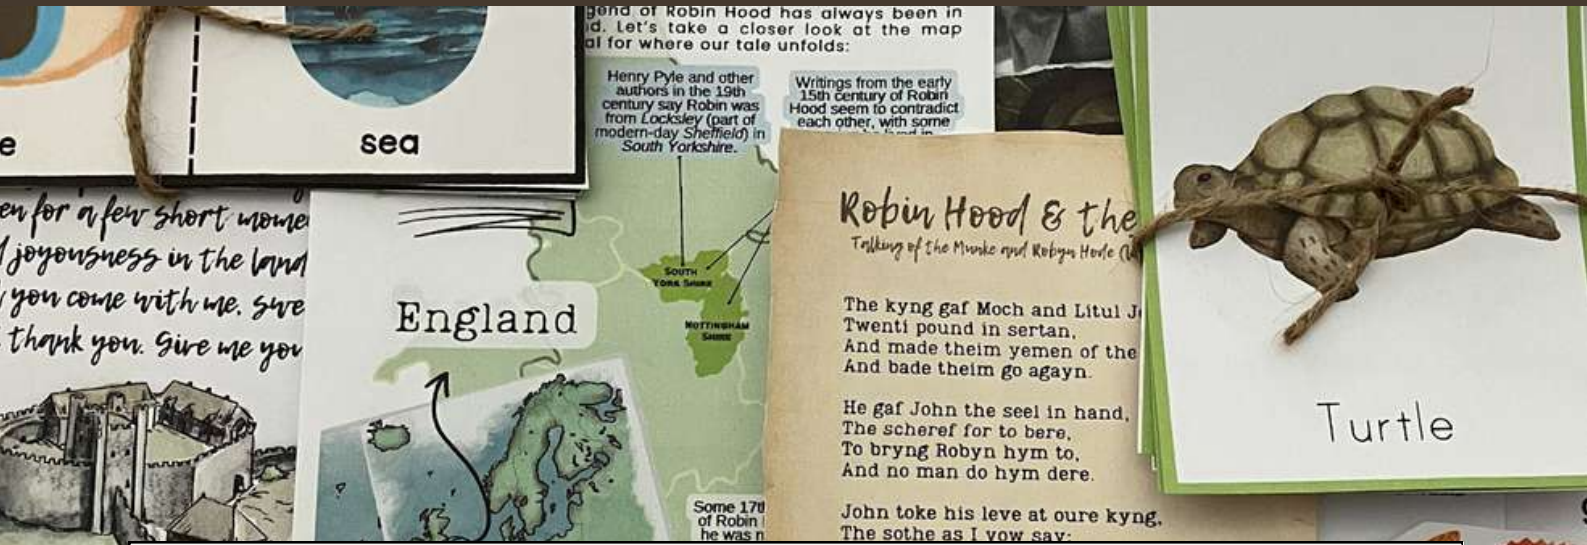 e
sea
of Robin Hood has always been in
Let's take a closer look at the map
for where our tale unfolds:
Henry Pyle and other
authors in the 19th
century say Robin was
from Locksley (part of
modern-day Sheffield) in
South Yorkshire.
Writings from the early
15th century of Robin
Hood seem to contradict
each other, with some
for a few short
joyousness in the land
you come with me.
thank you. Give me
England
South
York Shire
Nottingham
Shire
Some
of Robin
he was
Robin Hood & the
Talking of the Munke and Robyn Hode
The kyng gaf Moch and Litul
Twenti pound in sertan,
And made theim yemen of the
And bade theim go agayn.
He gaf John the seel in hand,
The scheref for to bere,
To bryng Robyn hym to,
And no man do hym dere.
John toke his leve at oure kyng,
The sothe as I yow say:
Turtle